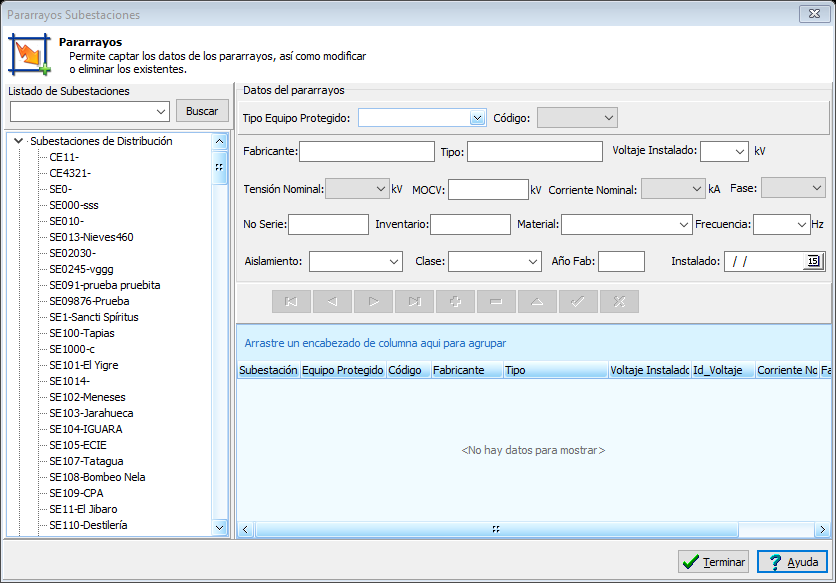 Pararrayos Subestaciones
Pararrayos
Permite captar los datos de los pararrayos, así como modificar
o eliminar los existentes.
Listado de Subestaciones
Buscar
Subestaciones de Distribución
CE11-
CE4321-
SE0-
SE000-sss
SE010-
SE013-Nieves460
SE02030-
SE0245-vggg
SE091-prueba pruebita
SE09876-Prueba
SE1-Sancti Spíritus
SE100-Tapias
SE1000-c
SE101-El Yigre
SE1014-
SE102-Meneses
SE103-Jarahueca
SE104-IGUARA
SE105-ECIE
SE107-Tatagua
SE108-Bombeo Nela
SE109-CPA
SE11-El Jibaro
SE110-Destilería
Datos del pararrayos
Tipo Equipo Protegido: Código:
Fabricante: Tipo: Voltaje Instalado: kV
Tensión Nominal: kV MOCV: kV Corriente Nominal: kA Fase:
No Serie: Inventario: Material: Frecuencia: Hz
Aislamiento: Clase: Año Fab: Instalado: / / 15
Arrastre un encabezado de columna aqui para agrupar
Subestación Equipo Protegido Código Fabricante Tipo Voltaje Instalado Id_Voltaje Corriente No Fa
<No hay datos para mostrar>
Terminar Ayuda